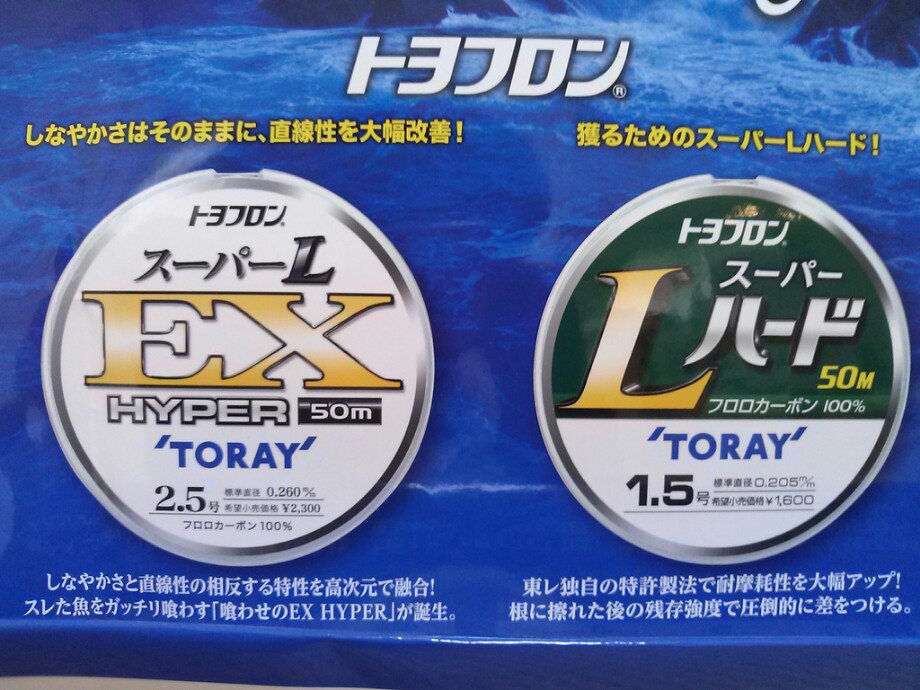 トヨフロン®
しなやかさはそのままに、直線性を大幅改善!
獲るためのスーパーLハード!
トヨフロン
スーパーL
EX
HYPER 50m
'TORAY'
2.5号 標準直径 0.260㎜
希望小売価格 ¥2,300
フロロカーボン100%
しなやかさと直線性の相反する特性を高次元で融合!
スレた魚をガッチリ喰わす「喰わせのEX HYPER」が誕生。
トヨフロン
スーパー
Lハード
50M
フロロカーボン 100%
'TORAY'
1.5号 標準直径0.205m/m
希望小売価格¥1,600
東レ独自の特許製法で耐摩耗性を大幅アップ!
根に擦れた後の残存強度で圧倒的に差をつける。